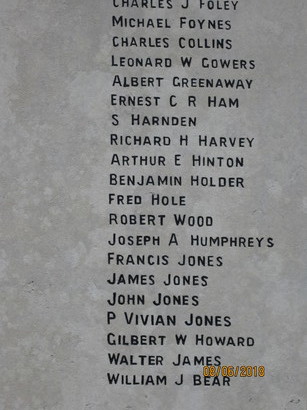 CHARLES J FOLEY
MICHAEL FOYNES
CHARLES COLLINS
LEONARD W GOWERS
ALBERT GREENAWAY
ERNEST C R HAM
S HARNDEN
RICHARD H HARVEY
ARTHUR E HINTON
BENJAMIN HOLDER
FRED HOLE
ROBERT WOOD
JOSEPH A HUMPHREYS
FRANCIS JONES
JAMES JONES
JOHN JONES
P VIVIAN JONES
GILBERT W HOWARD
WALTER JAMES
WILLIAM J BEAR
08/05/2018